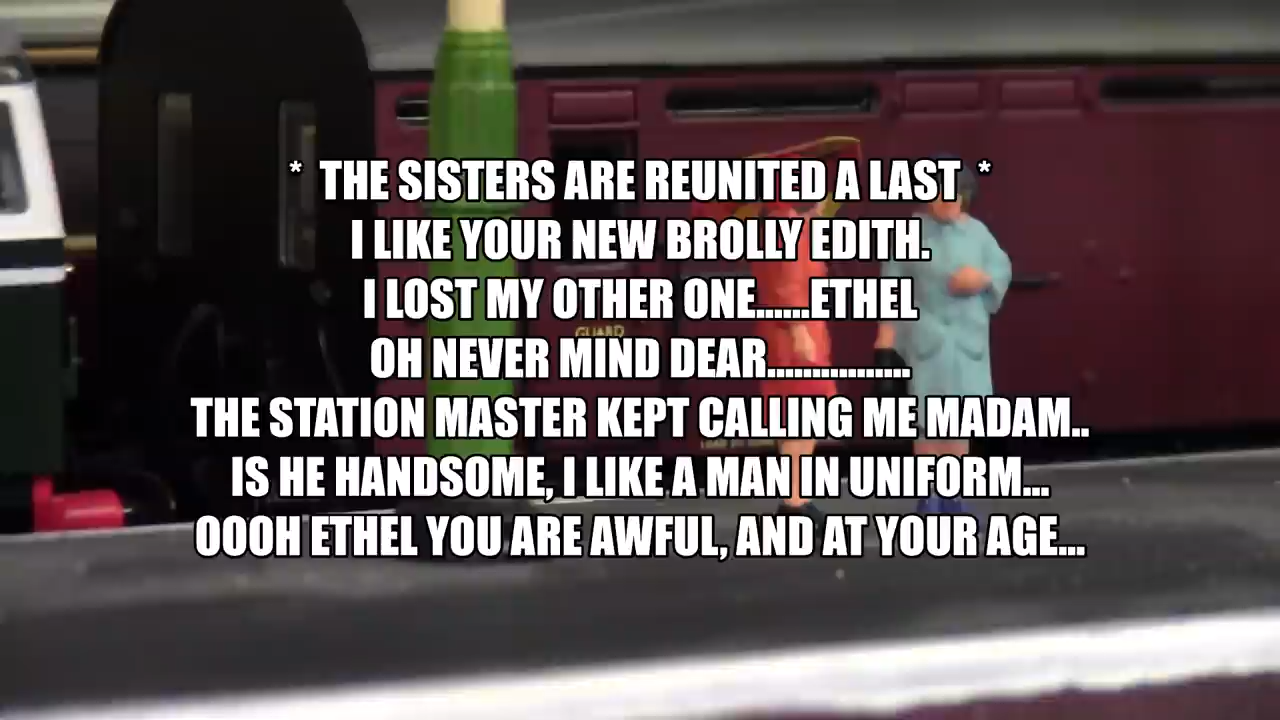 * THE SISTERS ARE REUNITED A LAST *
I LIKE YOUR NEW BROLLY EDITH.
I LOST MY OTHER ONE......ETHEL
GUARD
OH NEVER MIND DEAR................
THE STATION MASTER KEPT CALLING ME MADAM..
IS HE HANDSOME, I LIKE A MAN IN UNIFORM...
OOOH ETHEL YOU ARE AWFUL, AND AT YOUR AGE...